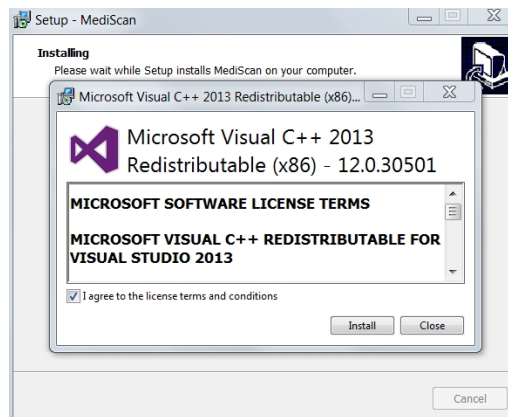 Setup - MediScan
Installing
Please wait while Setup installs MediScan on your computer.
Microsoft Visual C++ 2013 Redistributable (x86)...
Microsoft Visual C++ 2013
Redistributable (x86) - 12.0.30501
MICROSOFT SOFTWARE LICENSE TERMS
MICROSOFT VISUAL C++ REDISTRIBUTABLE FOR
VISUAL STUDIO 2013
I agree to the license terms and conditions
Install
Close
Cancel